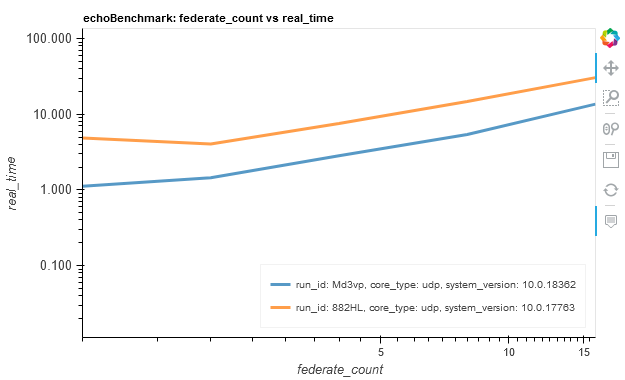 echoBenchmark: federate_count vs real_time
100.000
10.000
1.000
0.100
real_time
run_id: Md3vp, core_type: udp, system_version: 10.0.18362
run_id: 882HL, core_type: udp, system_version: 10.0.17763
5
10
15
federate_count